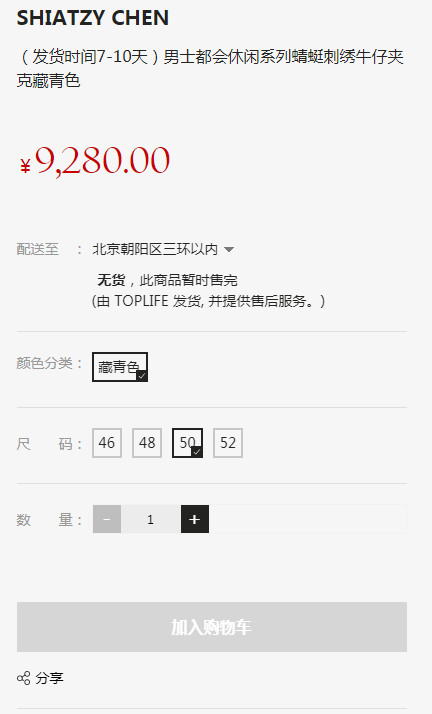 SHIATZY CHEN
（发货时间7-10天）男士都会休闲系列蜻蜓刺绣牛仔夹
克藏青色
¥9,280.00
配送至 : 北京朝阳区三环以内
无货，此商品暂时售完
(由 TOPLIFE 发货, 并提供售后服务。)
颜色分类 : 藏青色
尺 码 : 46 48 50 52
数 量 : - 1 +
加入购物车
分享